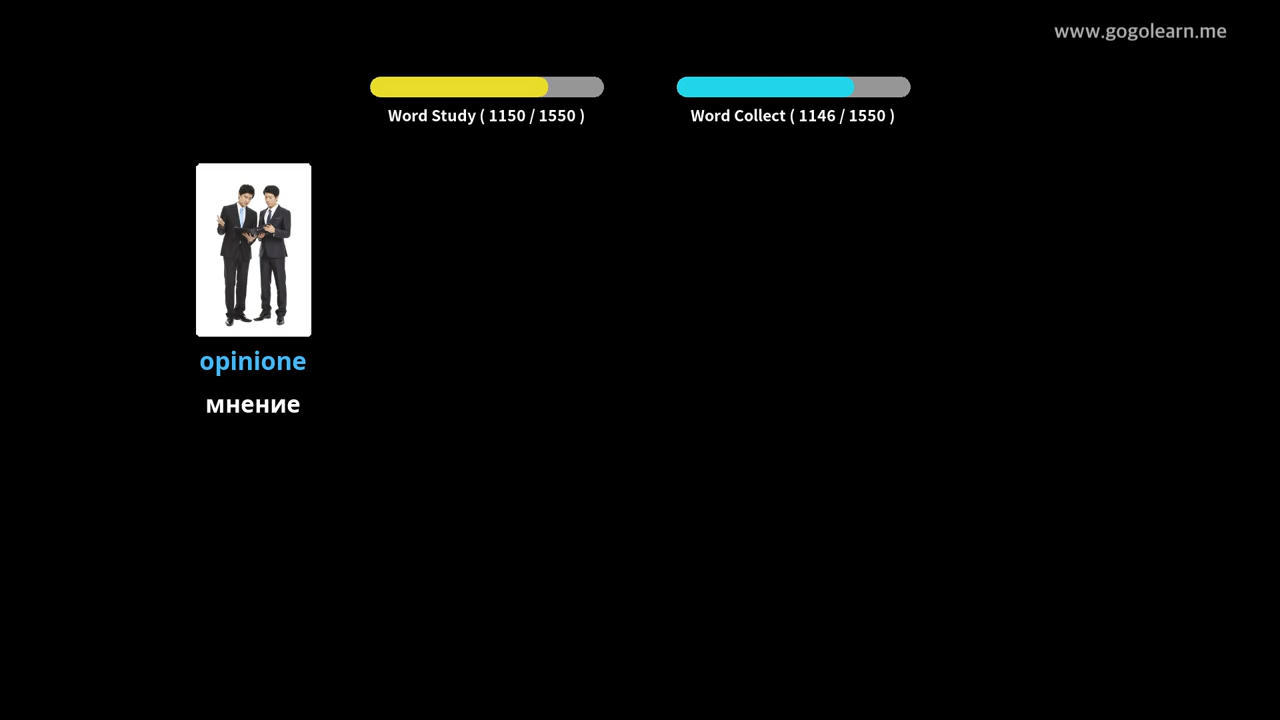 www.gogolearn.me
Word Study ( 1150 / 1550 )
Word Collect ( 1146 / 1550 )
opinione
мнение